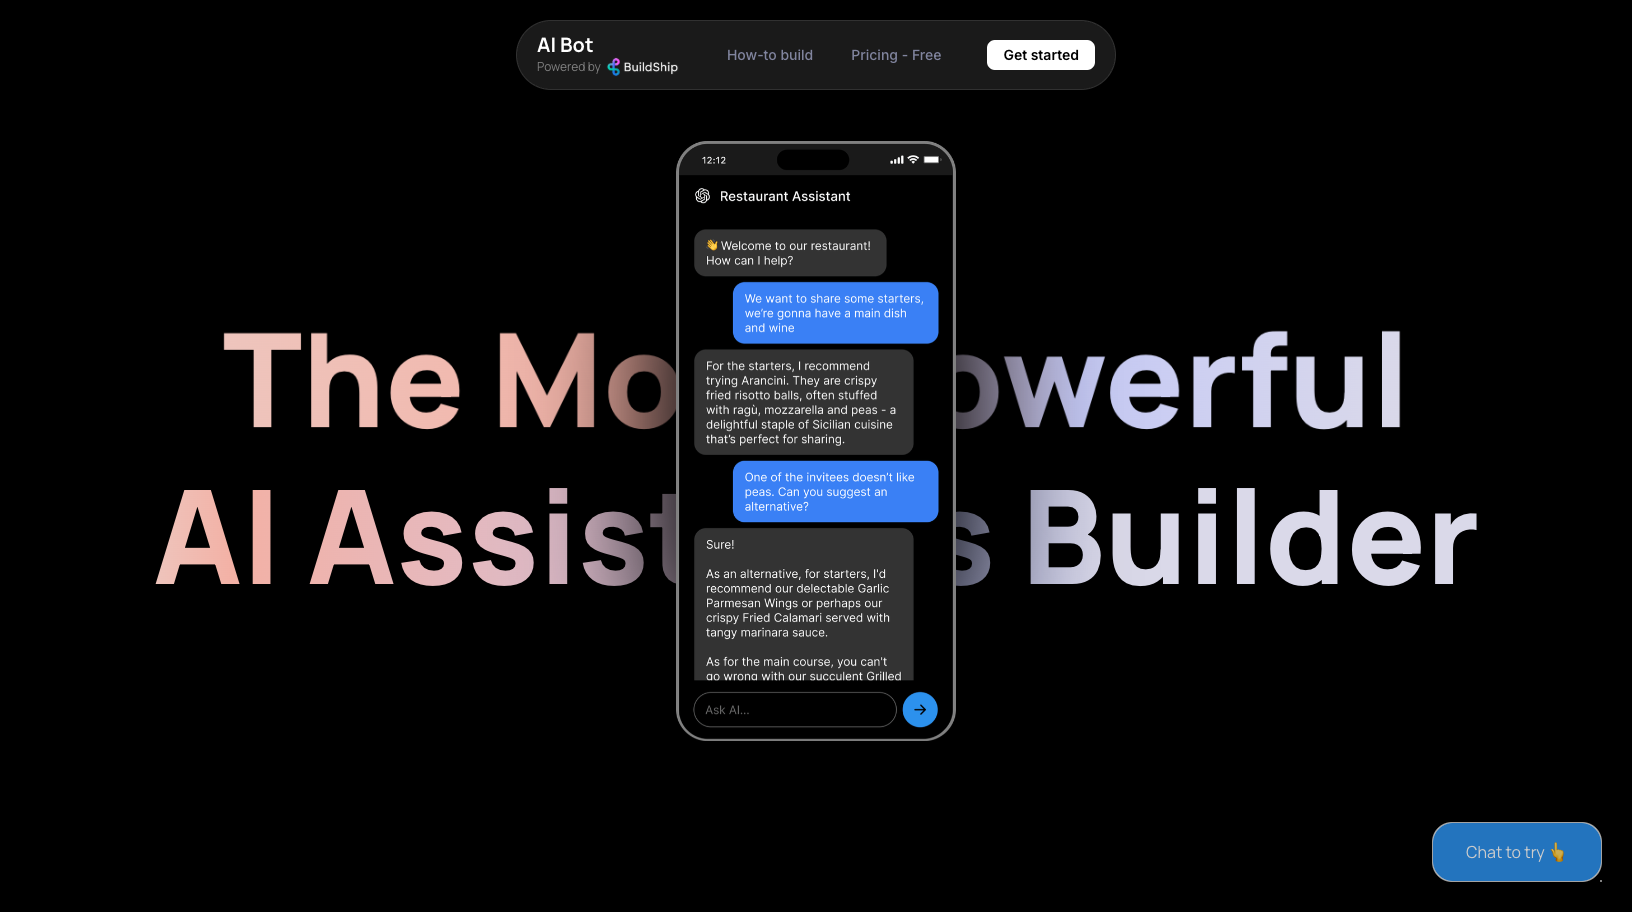 AI Bot
Powered by BuildShip
How-to build
Pricing - Free
Get started
12:12
Restaurant Assistant
👋 Welcome to our restaurant!
How can I help?
We want to share some starters,
we're gonna have a main dish
and wine
For the starters, I recommend
trying Arancini. They are crispy
fried risotto balls, often stuffed
with ragù, mozzarella and peas - a
delightful staple of Sicilian cuisine
that's perfect for sharing.
One of the invitees doesn't like
peas. Can you suggest an
alternative?
Sure!
As an alternative, for starters, I'd
recommend our delectable Garlic
Parmesan Wings or perhaps our
crispy Fried Calamari served with
tangy marinara sauce.
As for the main course, you can't
go wrong with our succulent Grilled
Ask AI...
The Mo owerful
AI Assist s Builder
Chat to try 👆